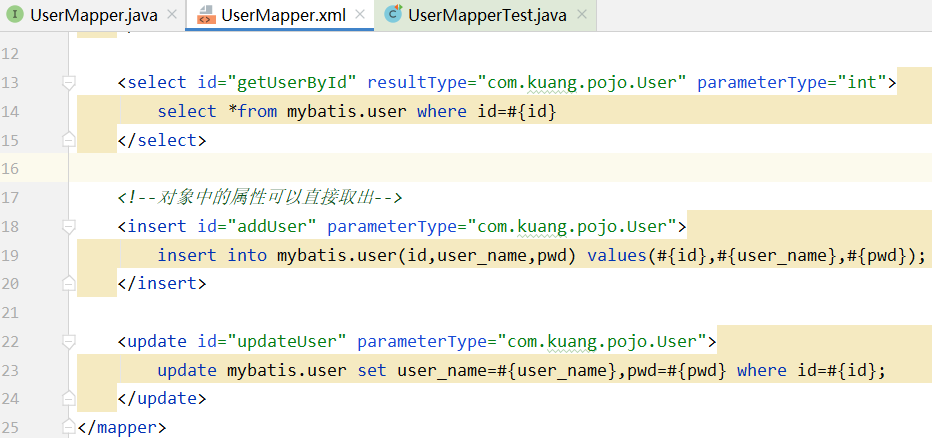 UserMapper.java × UserMapper.xml × UserMapperTest.java ×
12
13 <select id="getUserById" resultType="com.kuang.pojo.User" parameterType="int">
14 select *from mybatis.user where id=#{id}
15 </select>
16
17 <!--对象中的属性可以直接取出-->
18 <insert id="addUser" parameterType="com.kuang.pojo.User">
19 insert into mybatis.user(id,user_name,pwd) values(#{id},#{user_name},#{pwd});
20 </insert>
21
22 <update id="updateUser" parameterType="com.kuang.pojo.User">
23 update mybatis.user set user_name=#{user_name},pwd=#{pwd} where id=#{id};
24 </update>
25 </mapper>